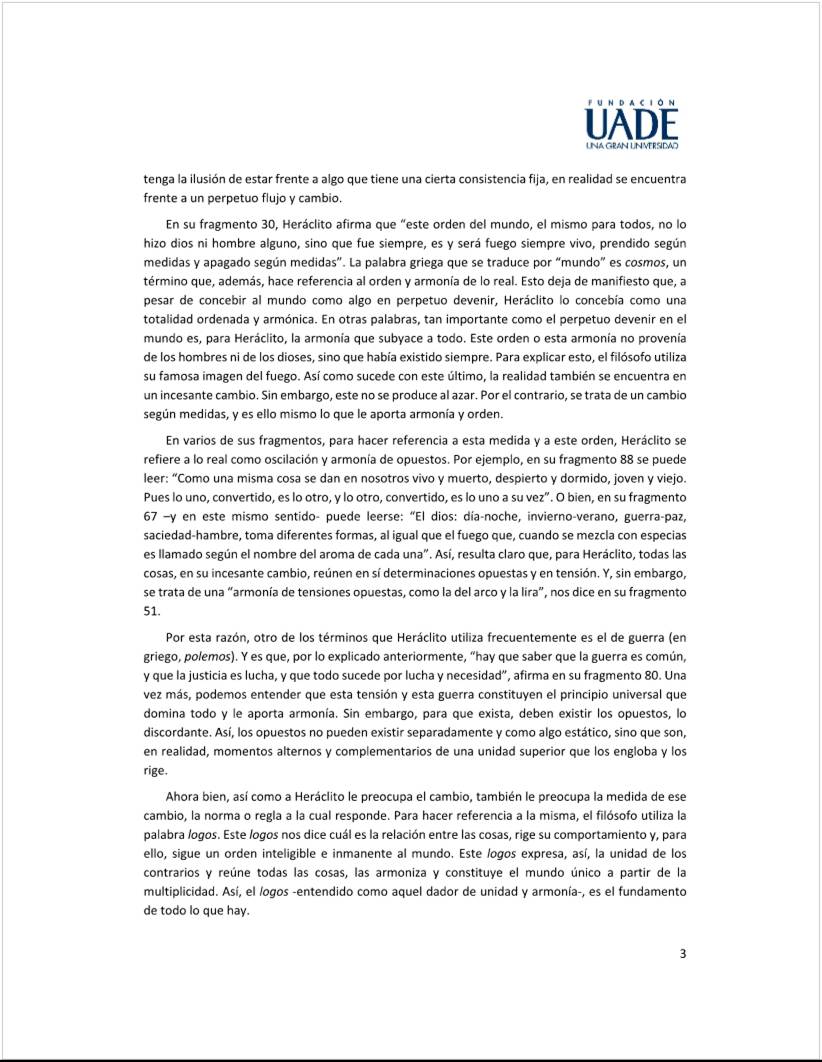 FUNDACIÓN
UADE
UNA GRAN UNIVERSIDAD
tenga la ilusión de estar frente a algo que tiene una cierta consistencia fija, en realidad se encuentra
frente a un perpetuo flujo y cambio.
En su fragmento 30, Heráclito afirma que “este orden del mundo, el mismo para todos, no lo
hizo dios ni hombre alguno, sino que fue siempre, es y será fuego siempre vivo, prendido según
medidas y apagado según medidas”. La palabra griega que se traduce por “mundo” es cosmos, un
término que, además, hace referencia al orden y armonía de lo real. Esto deja de manifiesto que, a
pesar de concebir al mundo como algo en perpetuo devenir, Heráclito lo concebía como una
totalidad ordenada y armónica. En otras palabras, tan importante como el perpetuo devenir en el
mundo es, para Heráclito, la armonía que subyace a todo. Este orden o esta armonía no provenía
de los hombres ni de los dioses, sino que había existido siempre. Para explicar esto, el filósofo utiliza
su famosa imagen del fuego. Así como sucede con este último, la realidad también se encuentra en
un incesante cambio. Sin embargo, este no se produce al azar. Por el contrario, se trata de un cambio
según medidas, y es ello mismo lo que le aporta armonía y orden.
En varios de sus fragmentos, para hacer referencia a esta medida y a este orden, Heráclito se
refiere a lo real como oscilación y armonía de opuestos. Por ejemplo, en su fragmento 88 se puede
leer: “Como una misma cosa se dan en nosotros vivo y muerto, despierto y dormido, joven y viejo.
Pues lo uno, convertido, es lo otro, y lo otro, convertido, es lo uno a su vez”. O bien, en su fragmento
67 –y en este mismo sentido- puede leerse: “El dios: día-noche, invierno-verano, guerra-paz,
saciedad-hambre, toma diferentes formas, al igual que el fuego que, cuando se mezcla con especias
es llamado según el nombre del aroma de cada una”. Así, resulta claro que, para Heráclito, todas las
cosas, en su incesante cambio, reúnen en sí determinaciones opuestas y en tensión. Y, sin embargo,
se trata de una “armonía de tensiones opuestas, como la del arco y la lira”, nos dice en su fragmento
51.
Por esta razón, otro de los términos que Heráclito utiliza frecuentemente es el de guerra (en
griego, polemos). Y es que, por lo explicado anteriormente, “hay que saber que la guerra es común,
y que la justicia es lucha, y que todo sucede por lucha y necesidad”, afirma en su fragmento 80. Una
vez más, podemos entender que esta tensión y esta guerra constituyen el principio universal que
domina todo y le aporta armonía. Sin embargo, para que exista, deben existir los opuestos, lo
discordante. Así, los opuestos no pueden existir separadamente y como algo estático, sino que son,
en realidad, momentos alternos y complementarios de una unidad superior que los engloba y los
rige.
Ahora bien, así como a Heráclito le preocupa el cambio, también le preocupa la medida de ese
cambio, la norma o regla a la cual responde. Para hacer referencia a la misma, el filósofo utiliza la
palabra logos. Este logos nos dice cuál es la relación entre las cosas, rige su comportamiento y, para
ello, sigue un orden inteligible e inmanente al mundo. Este logos expresa, así, la unidad de los
contrarios y reúne todas las cosas, las armoniza y constituye el mundo único a partir de la
multiplicidad. Así, el logos -entendido como aquel dador de unidad y armonía-, es el fundamento
de todo lo que hay.
3